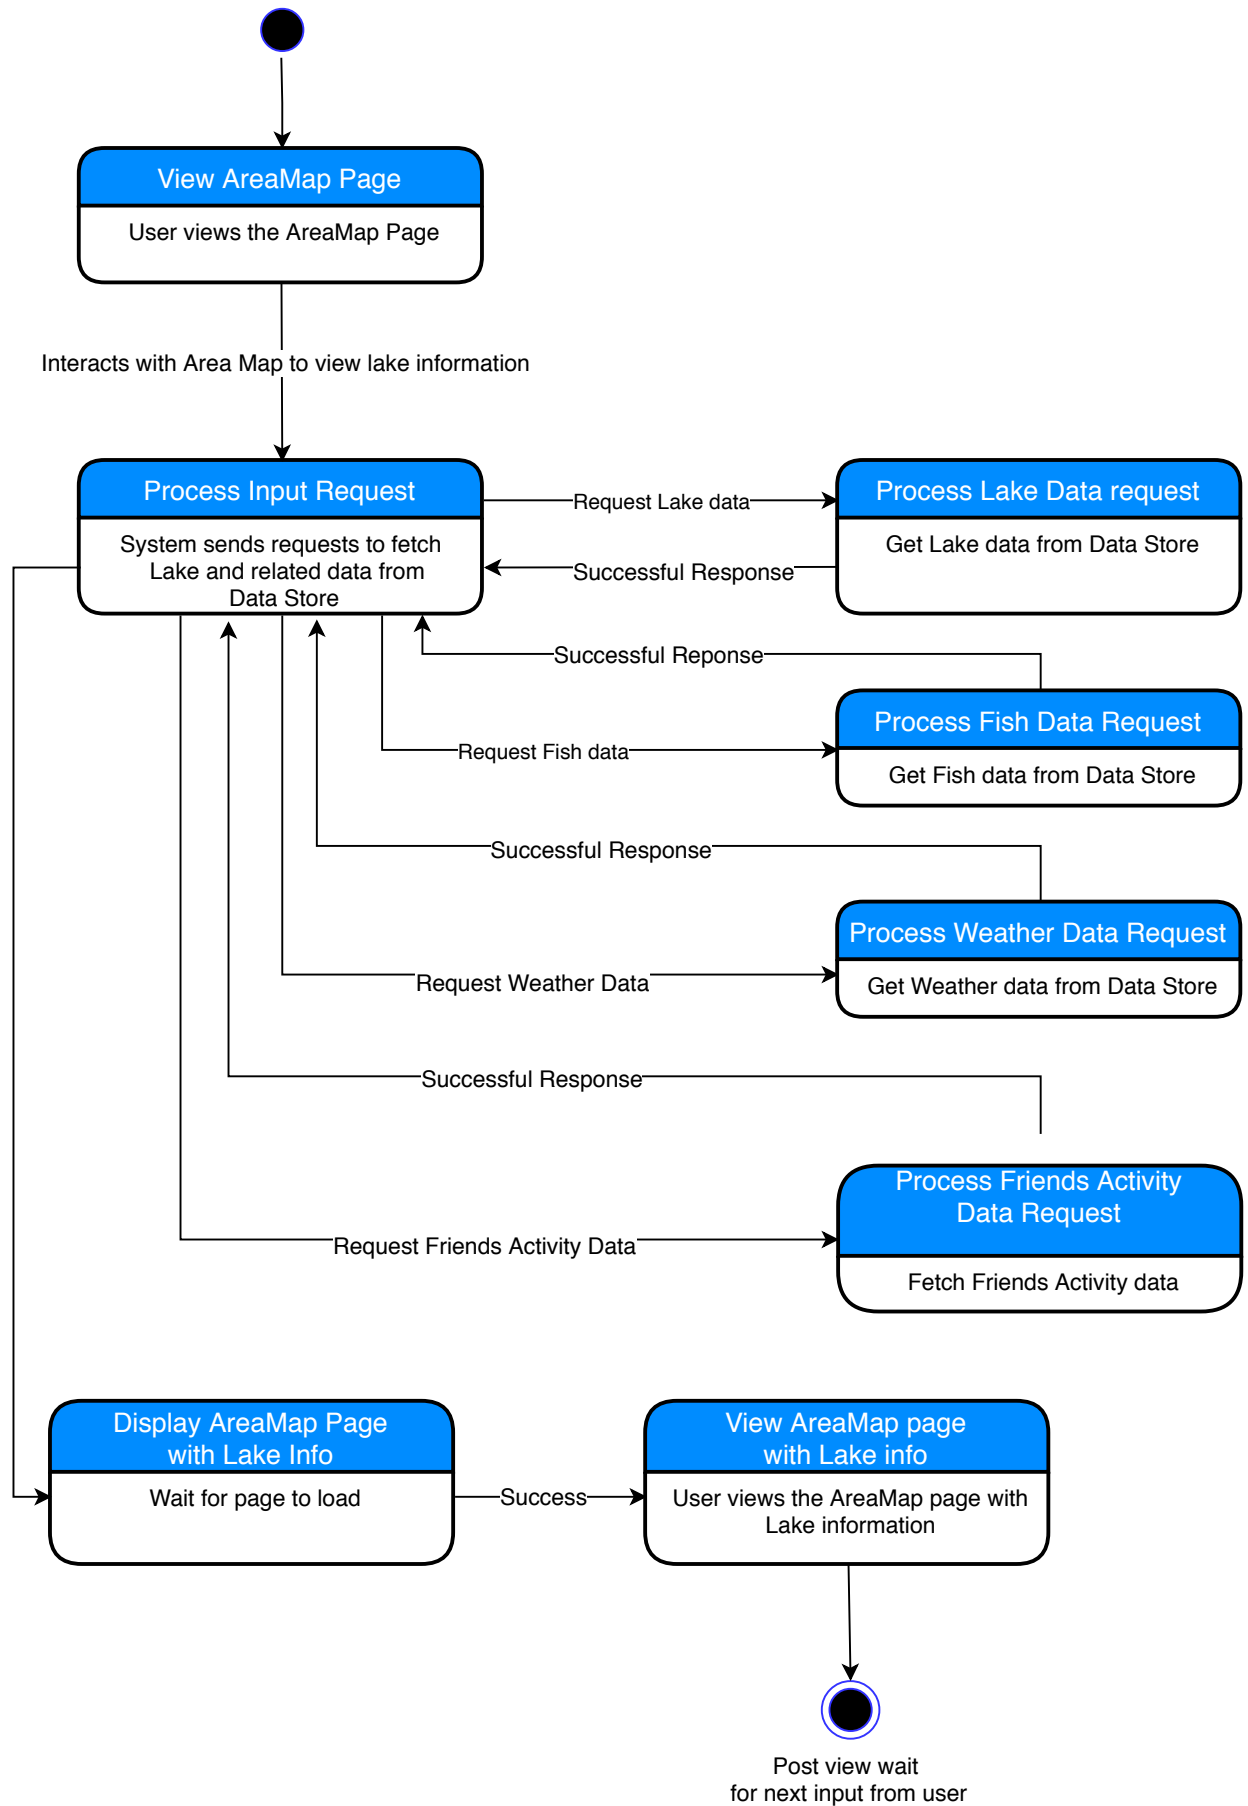 View AreaMap Page
User views the AreaMap Page
Interacts with Area Map to view lake information
Process Input Request
System sends requests to fetch
Lake and related data from
Data Store
Request Lake data
Process Lake Data request
Get Lake data from Data Store
Successful Response
Successful Reponse
Process Fish Data Request
Get Fish data from Data Store
Request Fish data
Successful Response
Process Weather Data Request
Get Weather data from Data Store
Request Weather Data
Successful Response
Process Friends Activity
Data Request
Fetch Friends Activity data
Request Friends Activity Data
Display AreaMap Page
with Lake Info
Wait for page to load
Success
View AreaMap page
with Lake info
User views the AreaMap page with
Lake information
Post view wait
for next input from user